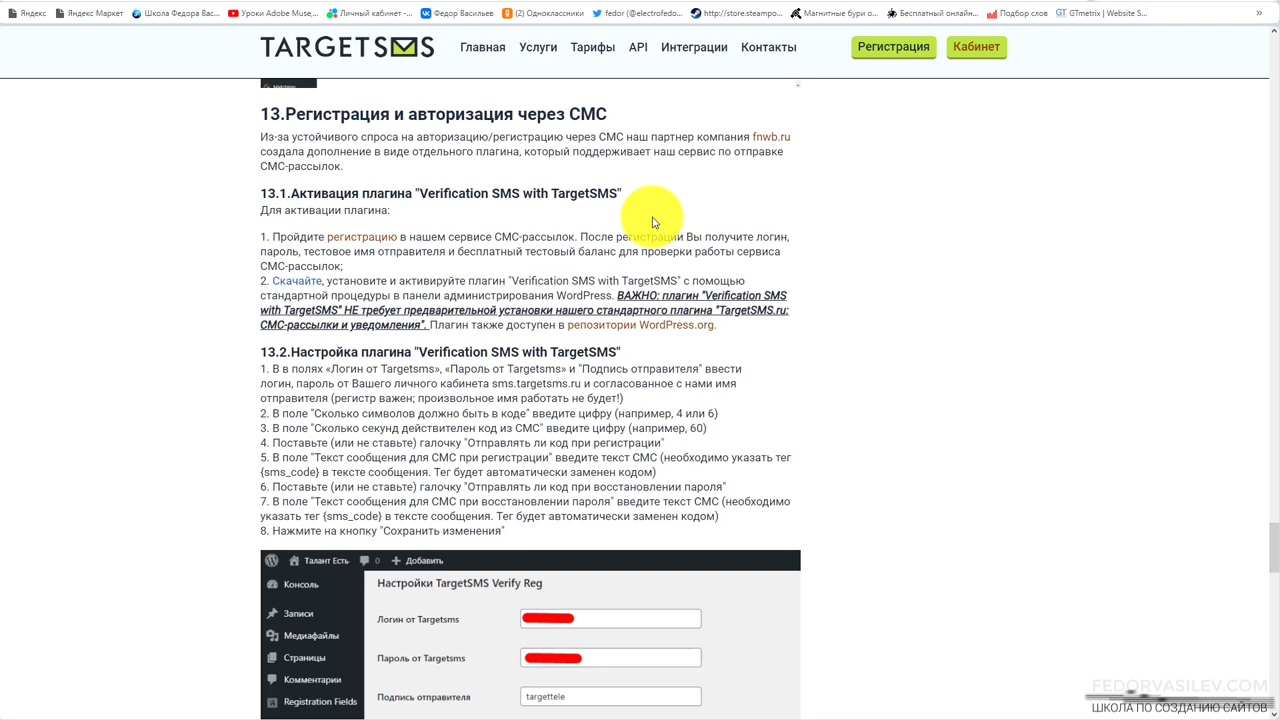 Яндекс Яндекс Маркет Школа Федора Вас... Уроки Adobe Muse, Личный кабинет -... Федор Васильев (2) Одноклассники fedor (@electrofedo... http://store.steampo... Магнитные бури о... Бесплатный онлайн... Подбор слов GTmetrix | Website S...
TARGETSMS Главная Услуги Тарифы API Интеграции Контакты Регистрация Кабинет
13.Регистрация и авторизация через СМС
Из-за устойчивого спроса на авторизацию/регистрацию через СМС наш партнер компания fnwb.ru
создала дополнение в виде отдельного плагина, который поддерживает наш сервис по отправке
СМС-рассылок.
13.1.Активация плагина "Verification SMS with TargetSMS"
Для активации плагина:
1. Пройдите регистрацию в нашем сервисе СМС-рассылок. После регистрации Вы получите логин,
пароль, тестовое имя отправителя и бесплатный тестовый баланс для проверки работы сервиса
СМС-рассылок;
2. Скачайте, установите и активируйте плагин "Verification SMS with TargetSMS" с помощью
стандартной процедуры в панели администрирования WordPress. ВАЖНО: плагин "Verification SMS
with TargetSMS" НЕ требует предварительной установки нашего стандартного плагина "TargetSMS.ru:
СМС-рассылки и уведомления". Плагин также доступен в репозитории WordPress.org.
13.2.Настройка плагина "Verification SMS with TargetSMS"
1. В в полях «Логин от Targetsms», «Пароль от Targetsms» и "Подпись отправителя" ввести
логин, пароль от Вашего личного кабинета sms.targetsms.ru и согласованное с нами имя
отправителя (регистр важен; произвольное имя работать не будет!)
2. В поле "Сколько символов должно быть в коде" введите цифру (например, 4 или 6)
3. В поле "Сколько секунд действителен код из СМС" введите цифру (например, 60)
4. Поставьте (или не ставьте) галочку "Отправлять ли код при регистрации"
5. В поле "Текст сообщения для СМС при регистрации" введите текст СМС (необходимо указать тег
{sms_code} в тексте сообщения. Тег будет автоматически заменен кодом)
6. Поставьте (или не ставьте) галочку "Отправлять ли код при восстановлении пароля"
7. В поле "Текст сообщения для СМС при восстановлении пароля" введите текст СМС (необходимо
указать тег {sms_code} в тексте сообщения. Тег будет автоматически заменен кодом)
8. Нажмите на кнопку "Сохранить изменения"
Талант Есть 0 Добавить
Консоль
Записи
Медиафайлы
Страницы
Комментарии
Registration Fields
Настройки TargetSMS Verify Reg
Логин от Targetsms
Пароль от Targetsms
Подпись отправителя targettele
FEDORVASILEV.COM
ШКОЛА ПО СОЗДАНИЮ САЙТОВ